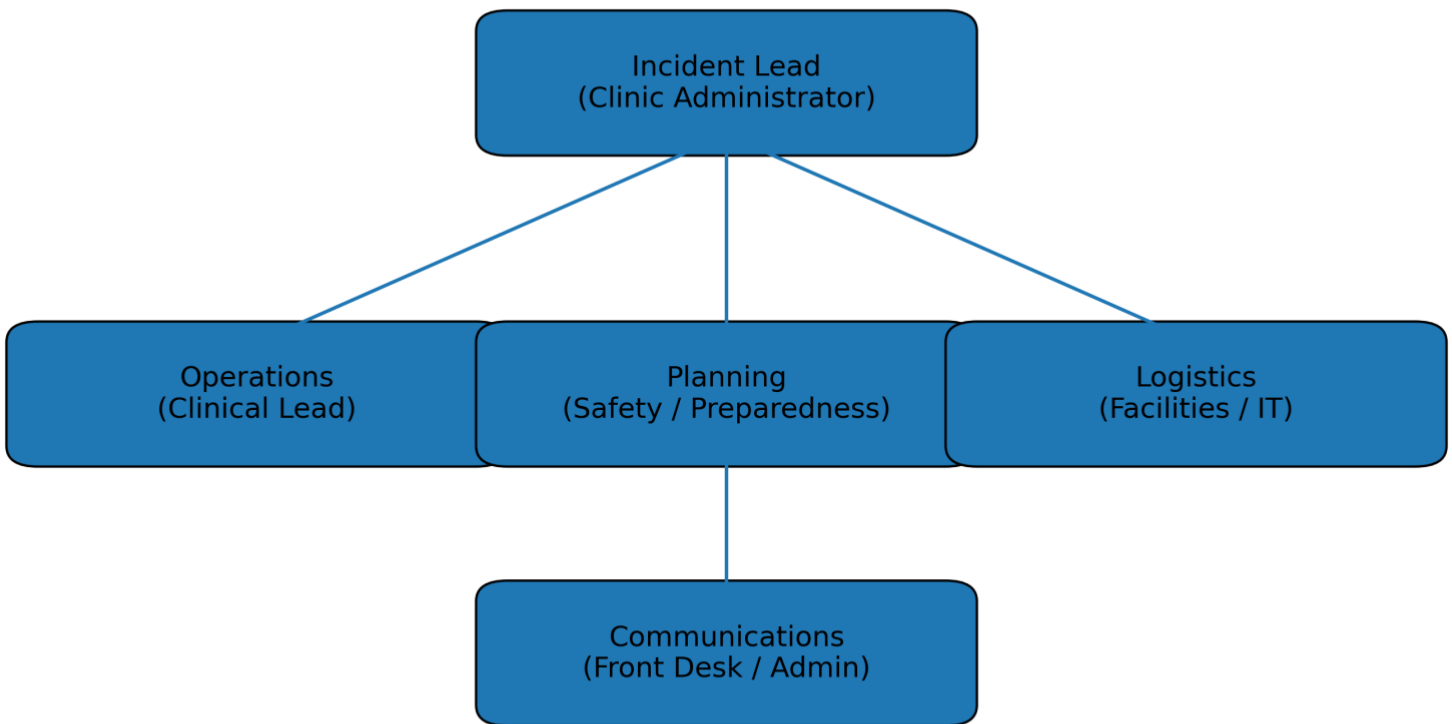 Incident Lead
(Clinic Administrator)
Operations
(Clinical Lead)
Planning
(Safety / Preparedness)
Logistics
(Facilities / IT)
Communications
(Front Desk / Admin)